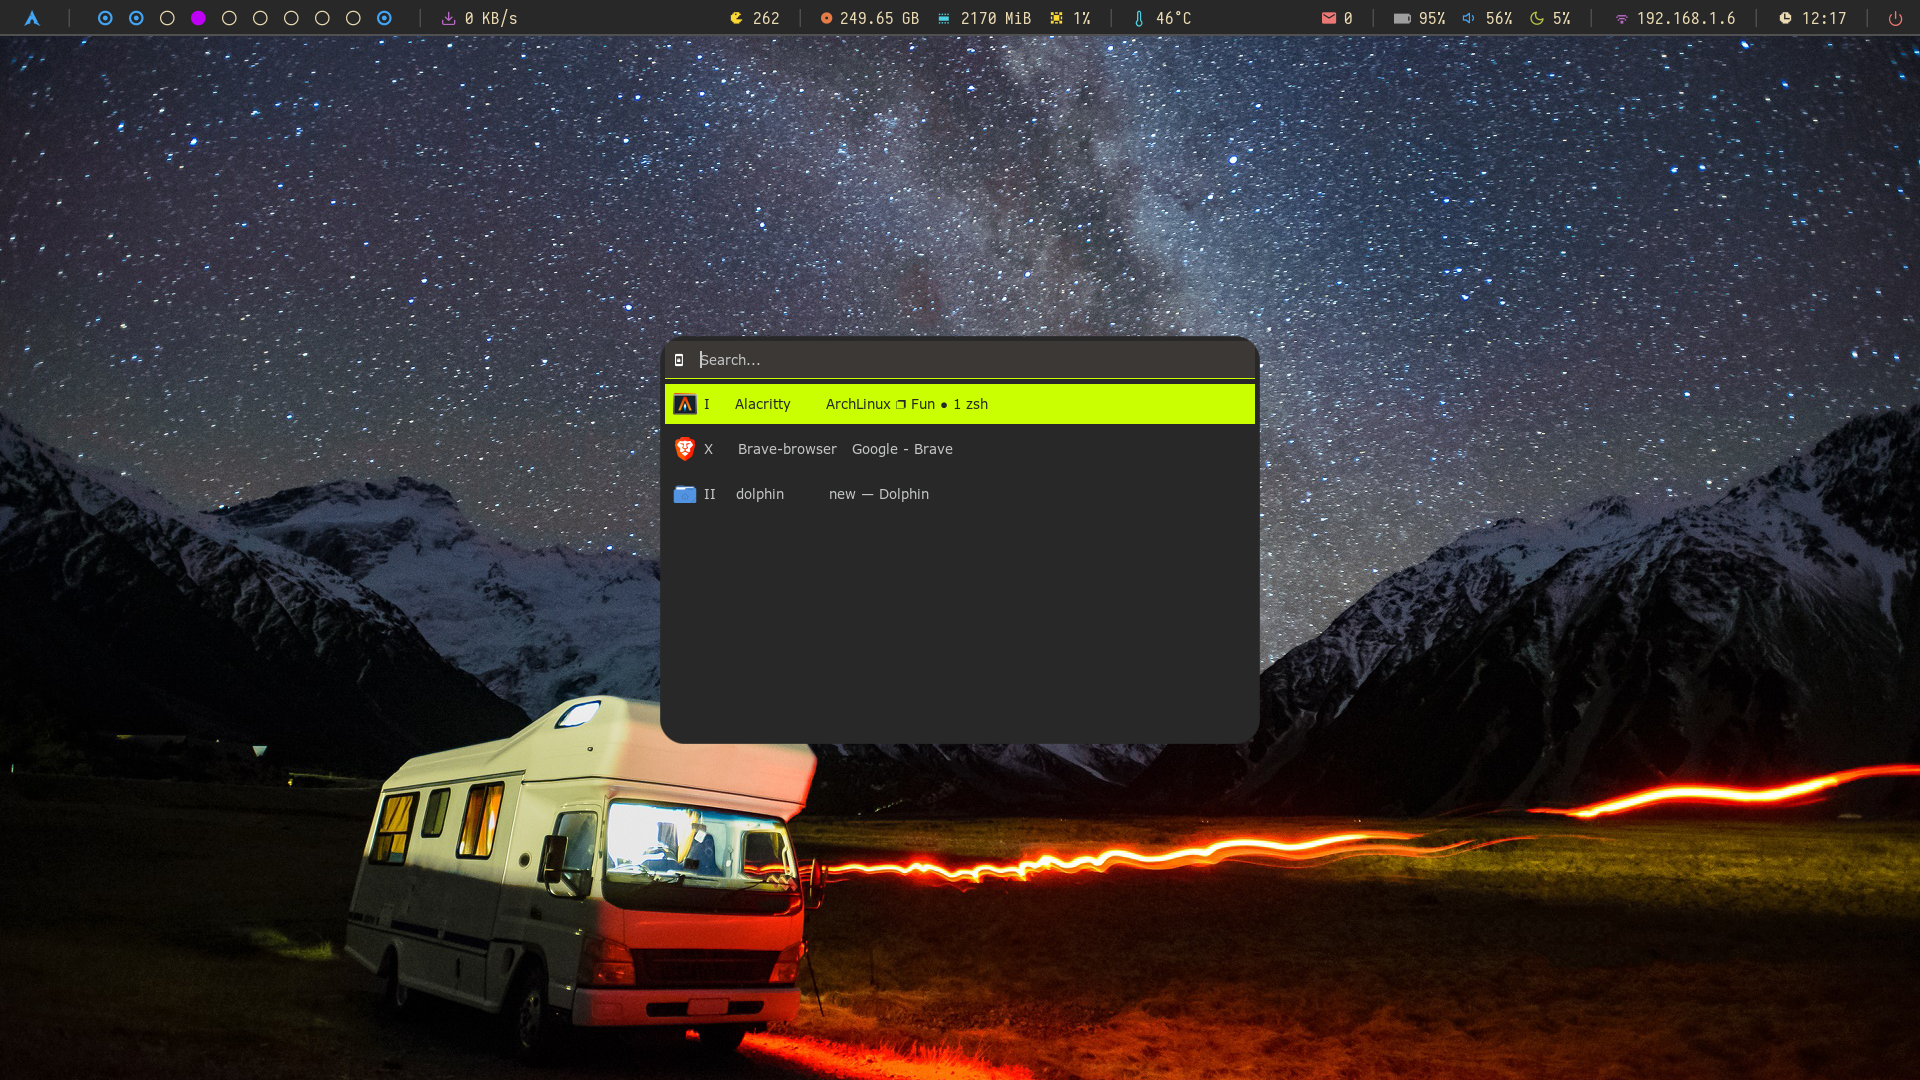 0 KB/s 262 249.65 GB 2170 MiB 1% 46°C 0 95% 56% 5% 192.168.1.6 12:17
Search...
I Alacritty ArchLinux ❐ Fun ● 1 zsh
X Brave-browser Google - Brave
II dolphin new — Dolphin